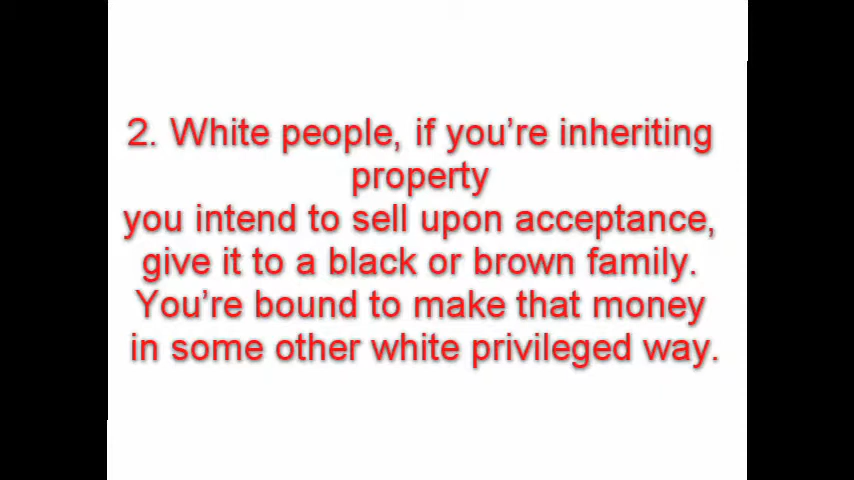 2. White people, if you’re inheriting
property
you intend to sell upon acceptance,
give it to a black or brown family.
You’re bound to make that money
in some other white privileged way.